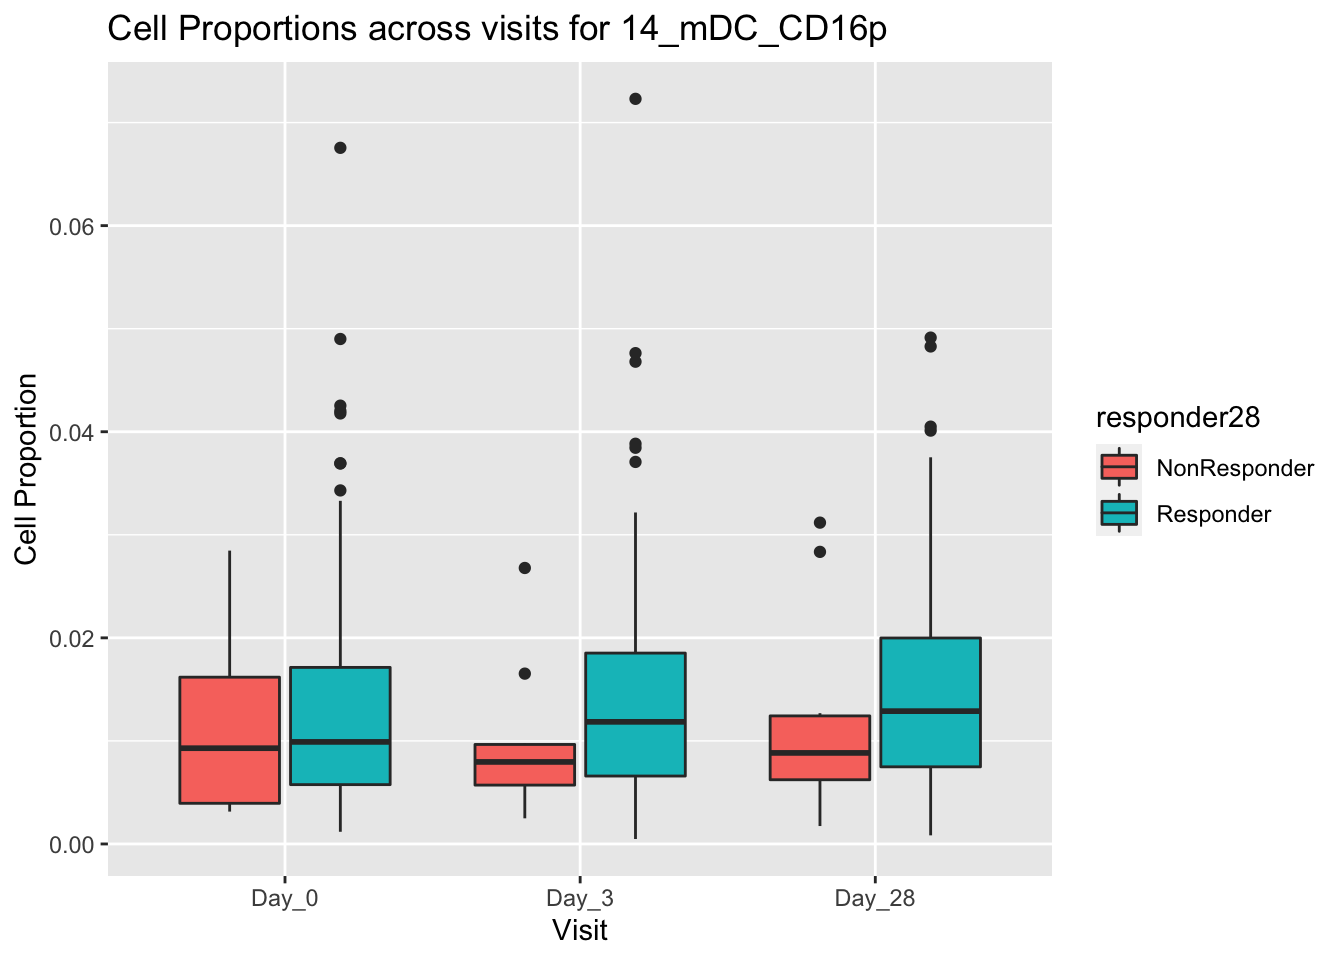 Cell Proportions across visits for 14_mDC_CD16p
0.06
0.04
0.02
0.00
Cell Proportion
Day_0
Day_3
Day_28
Visit
responder28
NonResponder
Responder